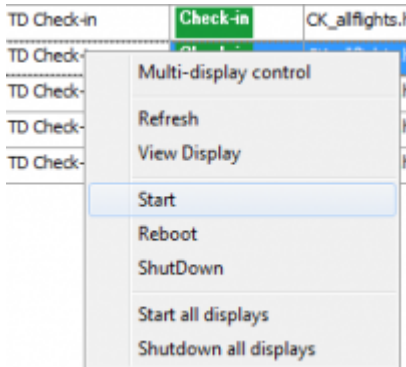 TD Check-in Check-in CK_allflights.h
TD Check-
Multi-display control
TD Check-
Refresh
TD Check-
View Display
TD Check-
Start
Reboot
ShutDown
Start all displays
Shutdown all displays